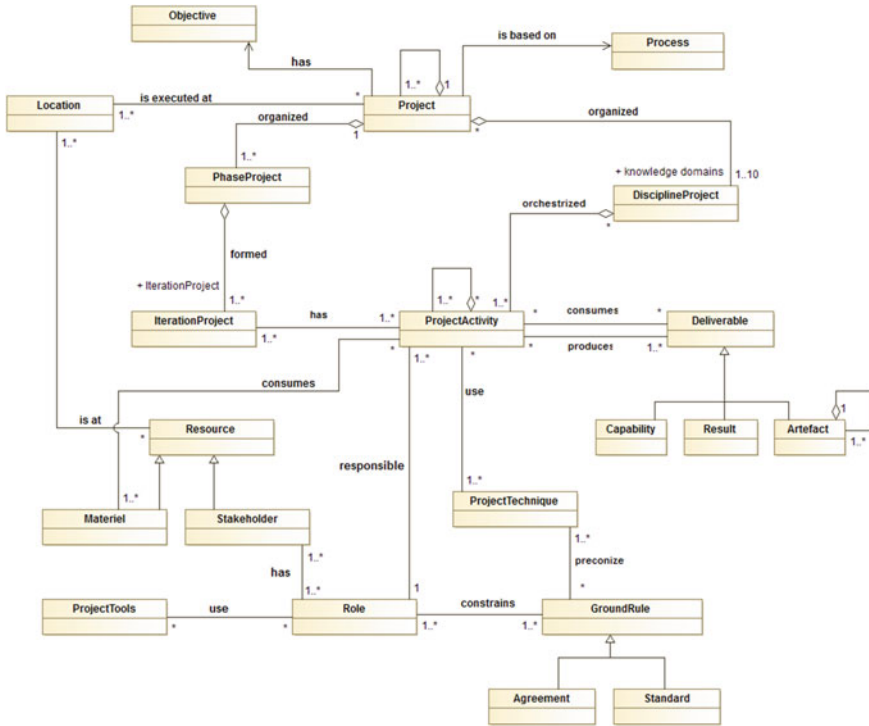 Objective
is based on
Process
has
1..*
1
Location
is executed at
*
Project
1..*
organized
1
*
organized
1..*
1..*
PhaseProject
+ knowledge domains
1..10
DisciplineProject
orchestrized
*
formed
+ IterationProject
1..*
1..*
*
1..*
IterationProject
has
1..*
ProjectActivity
*
consumes
*
Deliverable
1..*
*
1..*
*
produces
1..*
consumes
use
is at
*
Resource
Capability
Result
Artefact
1
1..*
responsible
1..*
1..*
ProjectTechnique
Materiel
Stakeholder
1..*
1..*
has
preconize
1..*
1
*
ProjectTools
use
Role
constrains
GroundRule
*
*
1..*
1..*
Agreement
Standard